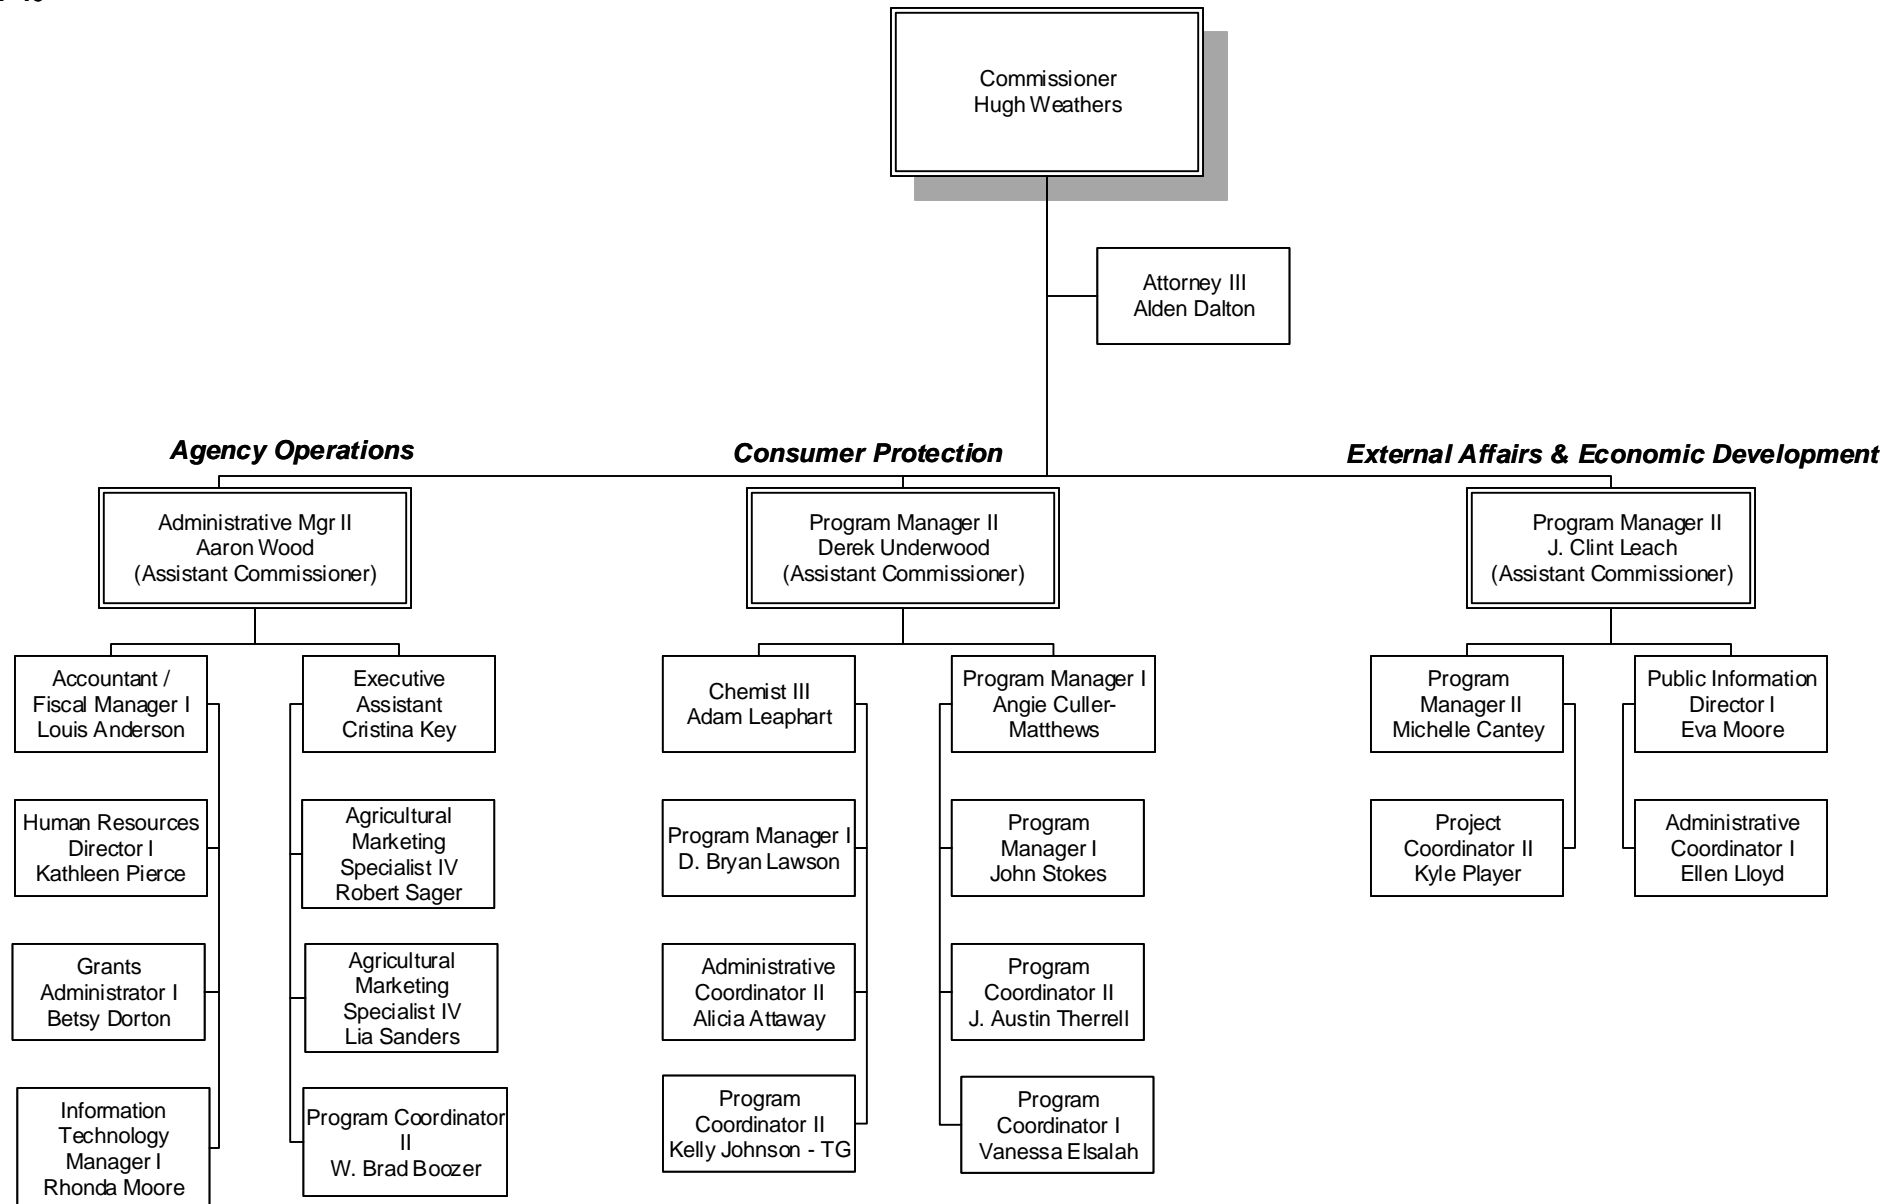 Commissioner
Hugh Weathers
Attorney III
Alden Dalton
Agency Operations
Consumer Protection
External Affairs & Economic Development
Administrative Mgr II
Aaron Wood
(Assistant Commissioner)
Program Manager II
Derek Underwood
(Assistant Commissioner)
Program Manager II
J. Clint Leach
(Assistant Commissioner)
Accountant /
Fiscal Manager I
Louis Anderson
Executive
Assistant
Cristina Key
Chemist III
Adam Leaphart
Program Manager I
Angie Culler-
Matthews
Program
Manager II
Michelle Cantey
Public Information
Director I
Eva Moore
Human Resources
Director I
Kathleen Pierce
Agricultural
Marketing
Specialist IV
Robert Sager
Program Manager I
D. Bryan Lawson
Program
Manager I
John Stokes
Project
Coordinator II
Kyle Player
Administrative
Coordinator I
Ellen Lloyd
Grants
Administrator I
Betsy Dorton
Agricultural
Marketing
Specialist IV
Lia Sanders
Administrative
Coordinator II
Alicia Attaway
Program
Coordinator II
J. Austin Therrell
Information
Technology
Manager I
Rhonda Moore
Program Coordinator
II
W. Brad Boozer
Program
Coordinator II
Kelly Johnson - TG
Program
Coordinator I
Vanessa Elsalah